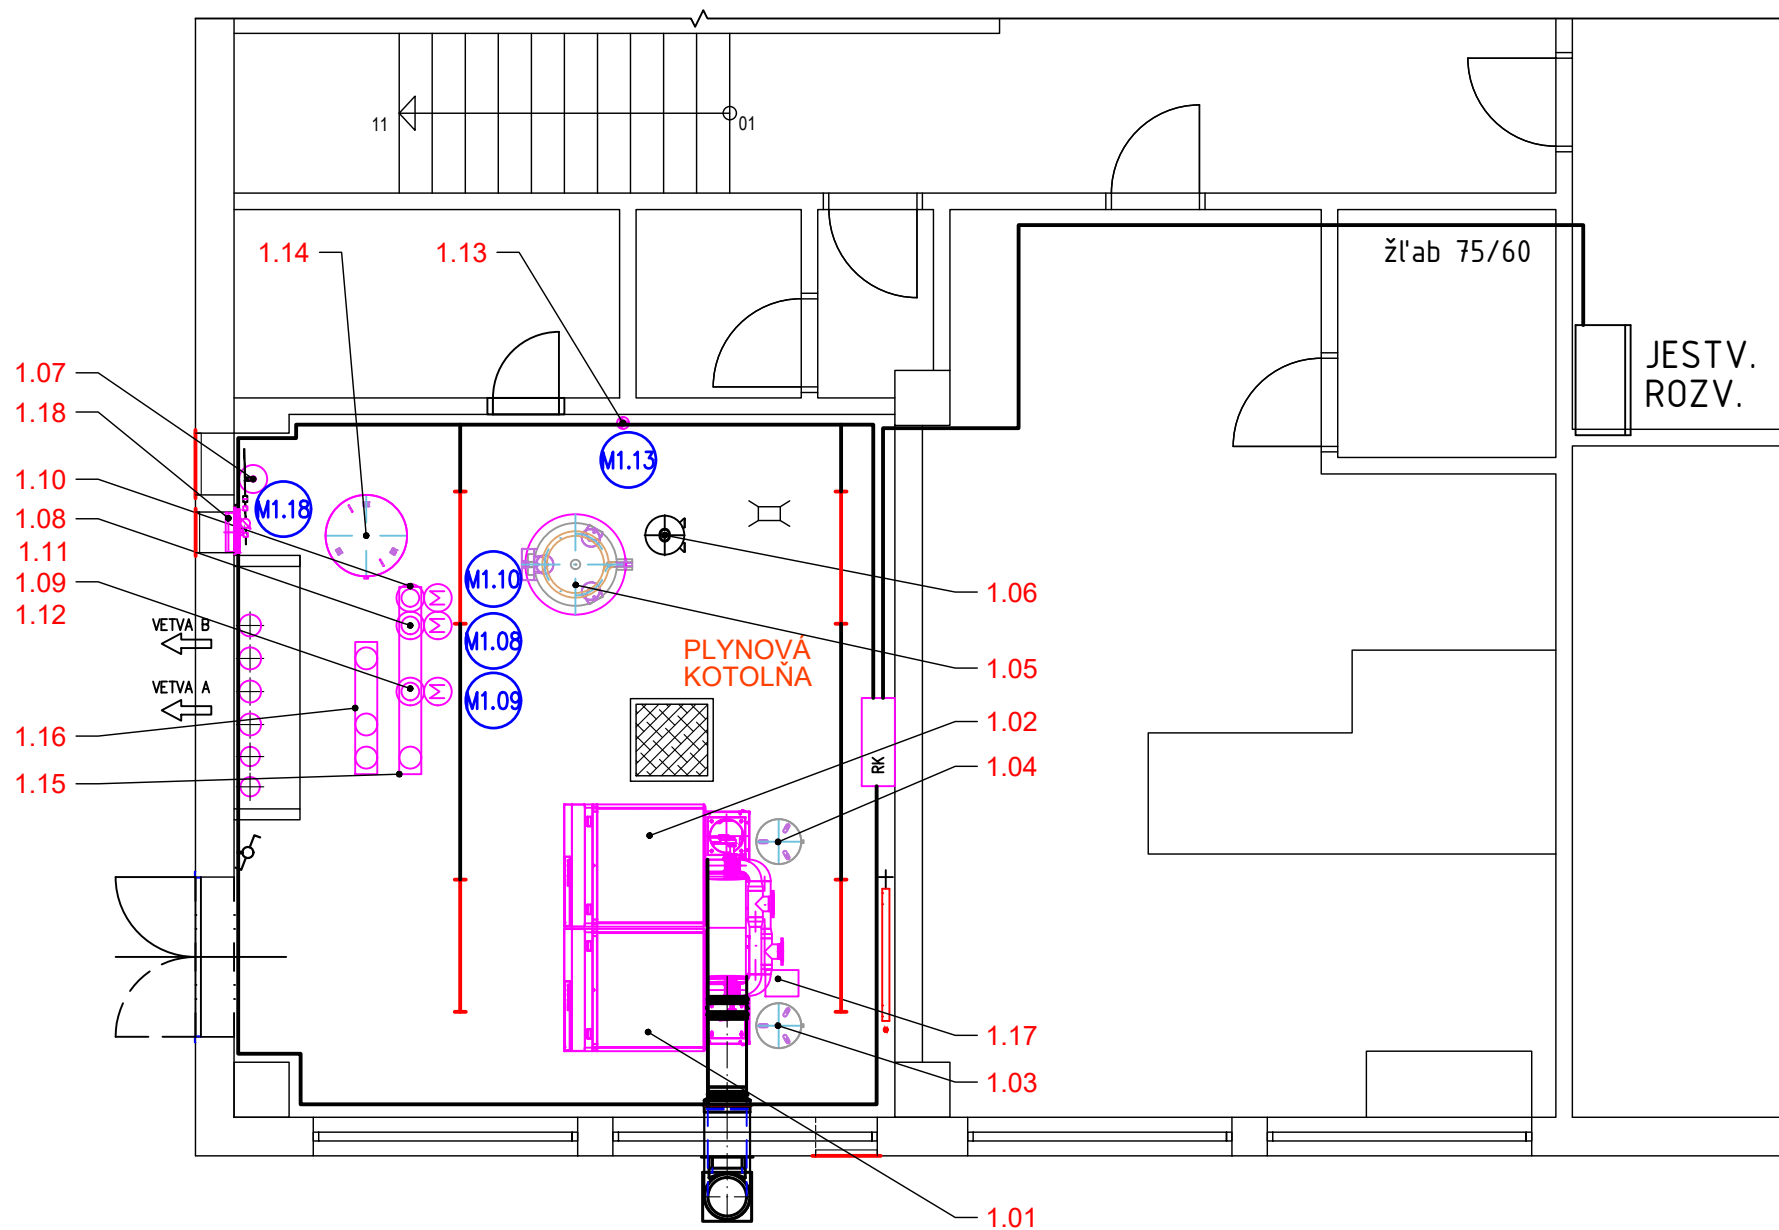 11
01
1.14
1.13
žľab 75/60
JESTV.
ROZV.
1.07
1.18
1.10
1.08
1.11
1.09
1.12
M1.13
M1.18
M1.10
M
M
M1.08
M
M1.09
VETVA B
VETVA A
PLYNOVÁ
KOTOLŇA
1.06
1.05
1.02
1.04
1.16
1.15
RK
1.17
1.03
1.01